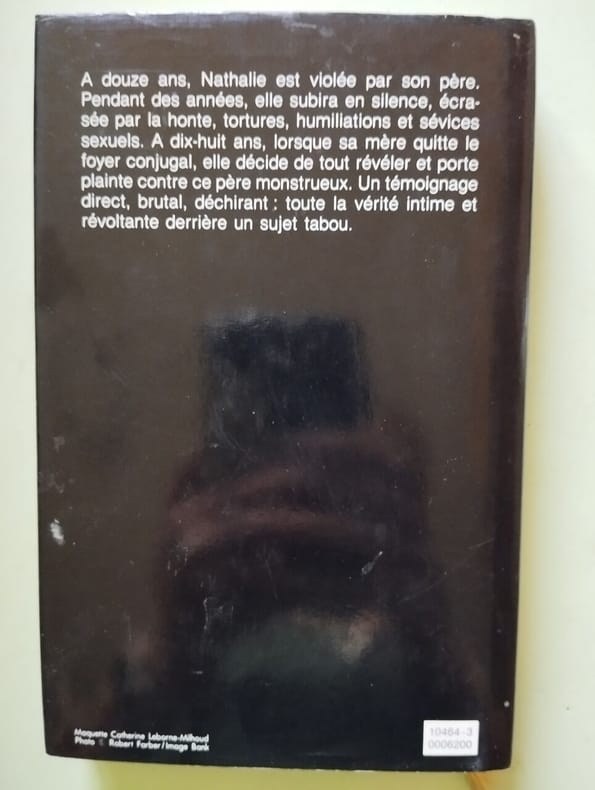 A douze ans, Nathalie est violée par son père.
Pendant des années, elle subira en silence, écra-
sée par la honte, tortures, humiliations et sévices
sexuels. A dix-huit ans, lorsque sa mère quitte le
foyer conjugal, elle décide de tout révéler et porte
plainte contre ce père monstrueux. Un témoignage
direct, brutal, déchirant : toute la vérité intime et
révoltante derrière un sujet tabou.
Maquette Catherine Leborne-Milhaud
Photo © Robert Farber/Image Bank
10464-3
0006200